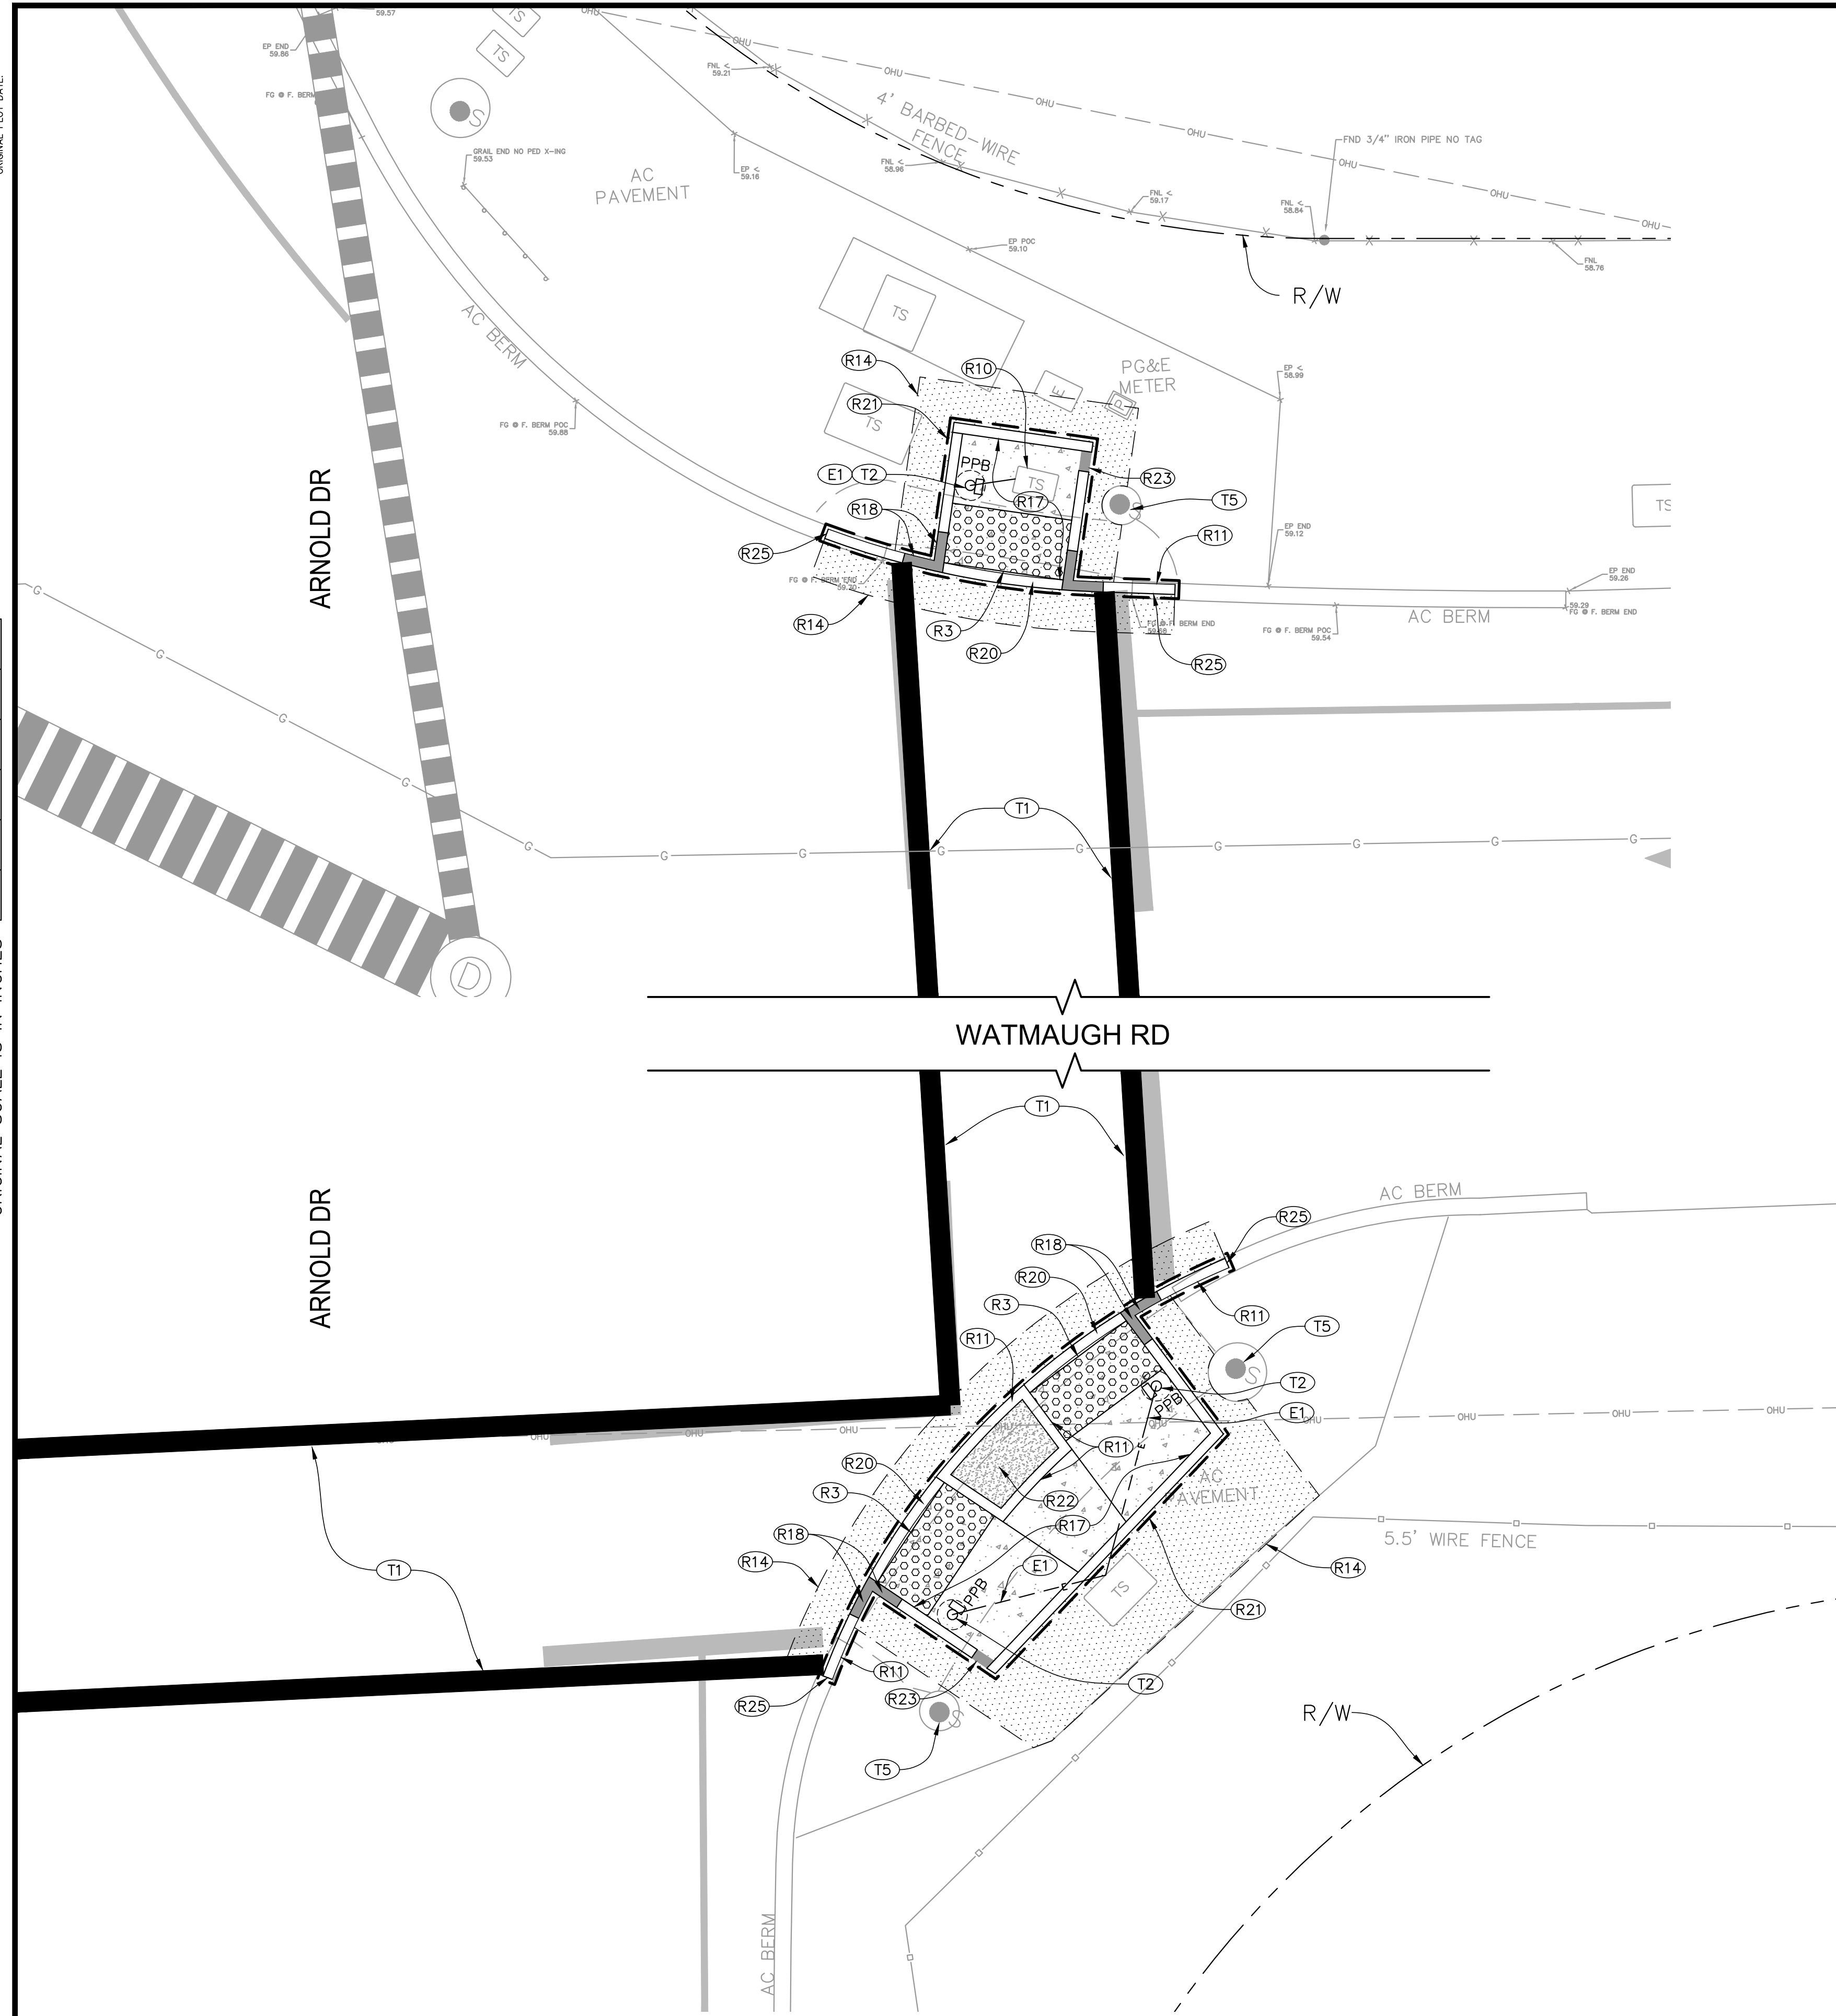 59.57
EP END
59.86
FG @ F. BERM
TS
TS
S
GRAIL END NO PED X-ING
59.53
AC
PAVEMENT
OHU
OHU
OHU
OHU
OHU
OHU
OHU
OHU
FNL <
59.21
4' BARBED-WIRE
FENCE
EP <
59.16
FNL <
58.96
FNL <
59.17
FNL <
58.84
FND 3/4" IRON PIPE NO TAG
FNL
58.76
EP POC
59.10
R/W
AC BERM
TS
R14
R10
PG&E
METER
E
P
EP <
58.99
R21
TS
FG @ F. BERM POC
59.88
ARNOLD DR
E1
T2
PPB
TS
R23
R17
T5
TS
R18
R11
EP END
59.12
R25
FG @ F. BERM END
59.20
EP END
59.26
59.29
FG @ F. BERM END
R14
R3
FG @ F. BERM END
FG @ F. BERM POC
59.54
AC BERM
R20
R25
G
G
G
G
G
G
G
G
G
G
G
G
G
T1
D
WATMAUGH RD
T1
ARNOLD DR
AC BERM
R25
R18
R20
R3
R11
R11
T5
S
T2
PPB
E1
OHU
OHU
OHU
OHU
OHU
OHU
OHU
OHU
OHU
E
R11
R20
AC
PAVEMENT
R3
R22
R17
R18
5.5' WIRE FENCE
R14
R14
T1
E1
E
TS
PPB
R21
R11
R23
T2
R25
S
R/W
T5
AC BERM